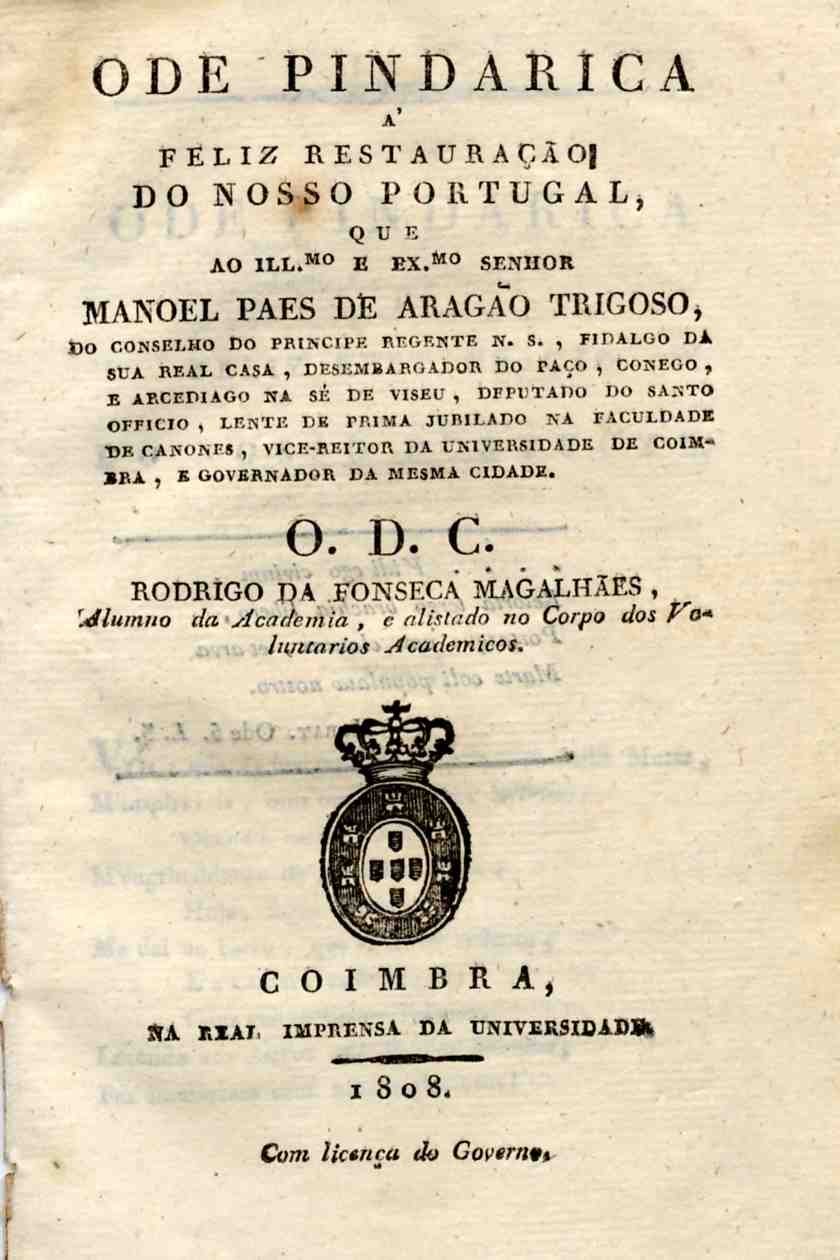 ODE PINDARICA
A'
FELIZ RESTAURAÇÃO
DO NOSSO PORTUGAL,
QUE
AO ILL.MO E EX.MO SENHOR
MANOEL PAES DE ARAGÃO TRIGOSO,
DO CONSELHO DO PRINCIPE REGENTE N. S. , FIDALGO DA
SUA REAL CASA , DESEMBARGADOR DO PAÇO , CONEGO ,
E ARCEDIAGO NA SÉ DE VISEU , DEPUTADO DO SANTO
OFFICIO , LENTE DE PRIMA JUBILADO NA FACULDADE
DE CANONES , VICE-REITOR DA UNIVERSIDADE DE COIM-
BRA , E GOVERNADOR DA MESMA CIDADE.
O. D. C.
RODRIGO DA FONSECA MAGALHÃES ,
Alumno da Academia , e alistado no Corpo dos Vo-
luntarios Academicos.
COIMBRA,
NA REAL IMPRENSA DA UNIVERSIDADE.
1808.
Com licença do Governo.